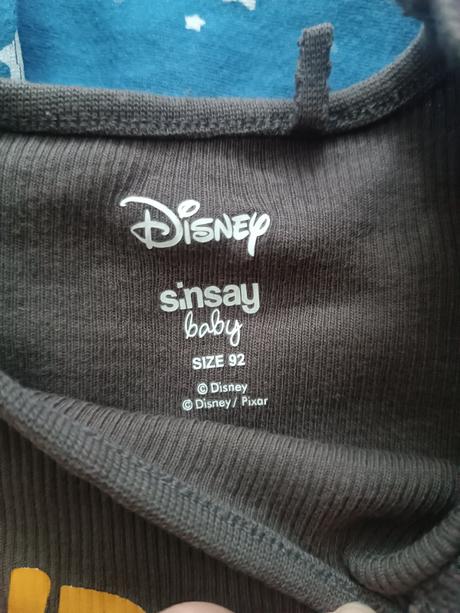 Disney
sinsay
baby
SIZE 92
© Disney
© Disney / Pixar